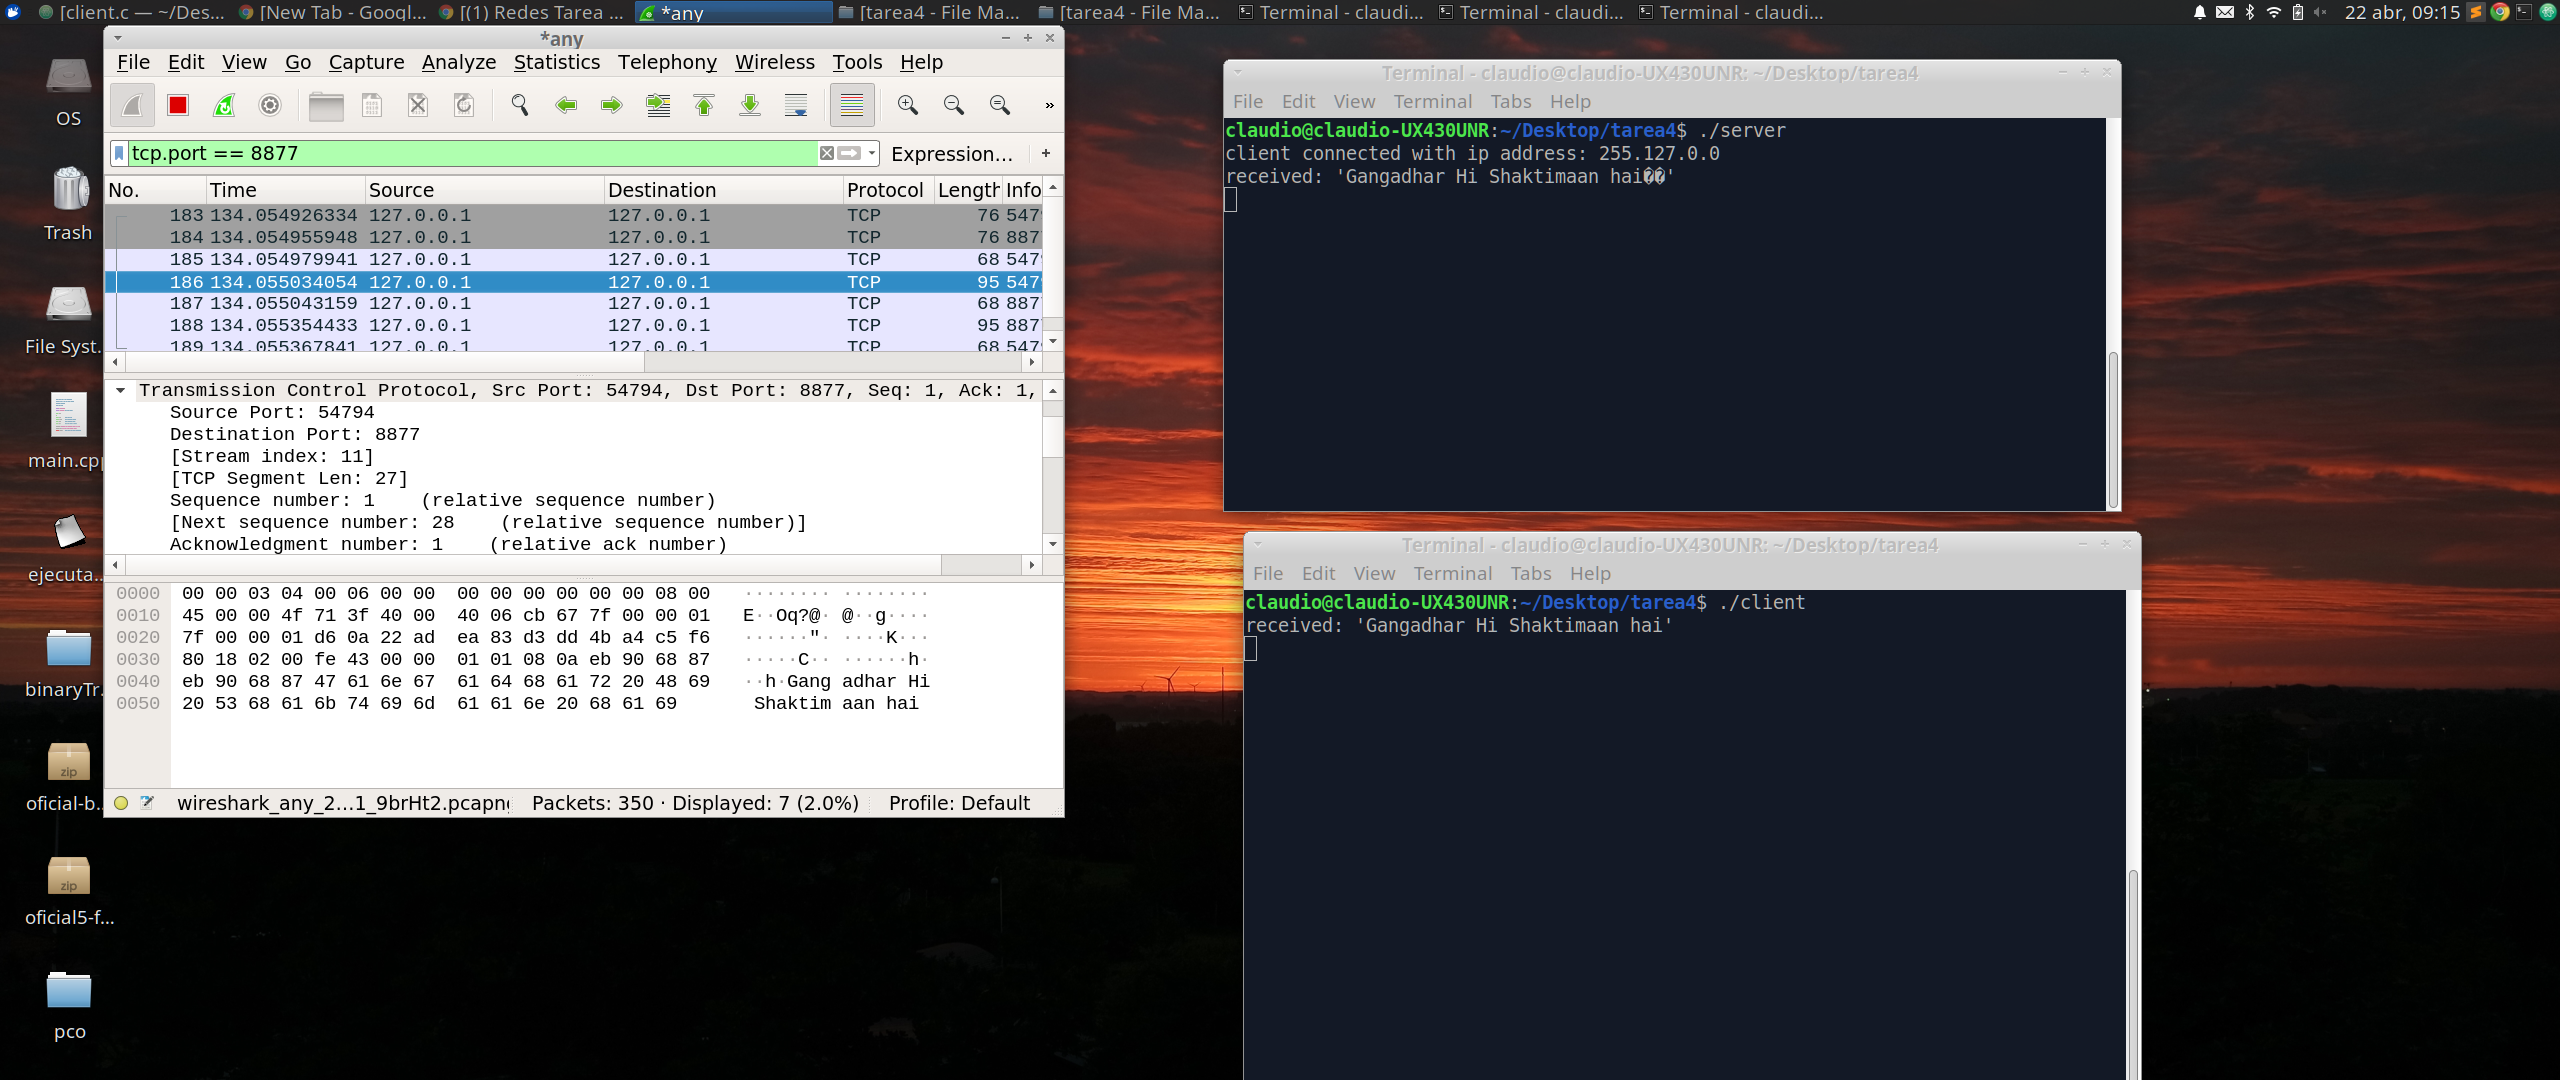 [client.c — ~/Des... [New Tab - Googl... [(1) Redes Tarea ... *any [tarea4 - File Ma... [tarea4 - File Ma... Terminal - claudi... Terminal - claudi... Terminal - claudi... 22 abr, 09:15
OS
Trash
File Syst...
main.cpp
ejecuta...
binaryTr...
oficial-b...
zip
oficial5-f...
zip
pco
*any
File Edit View Go Capture Analyze Statistics Telephony Wireless Tools Help
tcp.port == 8877 Expression... +
No. Time Source Destination Protocol Length Info
183 134.054926334 127.0.0.1 127.0.0.1 TCP 76 547
184 134.054955948 127.0.0.1 127.0.0.1 TCP 76 887
185 134.054979941 127.0.0.1 127.0.0.1 TCP 68 547
186 134.055034054 127.0.0.1 127.0.0.1 TCP 95 547
187 134.055043159 127.0.0.1 127.0.0.1 TCP 68 887
188 134.055354433 127.0.0.1 127.0.0.1 TCP 95 887
189 134.055367841 127.0.0.1 127.0.0.1 TCP 68 547
Transmission Control Protocol, Src Port: 54794, Dst Port: 8877, Seq: 1, Ack: 1,
Source Port: 54794
Destination Port: 8877
[Stream index: 11]
[TCP Segment Len: 27]
Sequence number: 1 (relative sequence number)
[Next sequence number: 28 (relative sequence number)]
Acknowledgment number: 1 (relative ack number)
0000 00 00 03 04 00 06 00 00 00 00 00 00 00 00 08 00 ········ ········
0010 45 00 00 4f 71 3f 40 00 40 06 cb 67 7f 00 00 01 E··Oq?@· @··g····
0020 7f 00 00 01 d6 0a 22 ad ea 83 d3 dd 4b a4 c5 f6 ······"· ····K···
0030 80 18 02 00 fe 43 00 00 01 01 08 0a eb 90 68 87 ·····C·· ······h·
0040 eb 90 68 87 47 61 6e 67 61 64 68 61 72 20 48 69 ··h·Gang adhar Hi
0050 20 53 68 61 6b 74 69 6d 61 61 6e 20 68 61 69 Shaktim aan hai
wireshark_any_2...1_9brHt2.pcapng Packets: 350 · Displayed: 7 (2.0%) Profile: Default
Terminal - claudio@claudio-UX430UNR: ~/Desktop/tarea4
File Edit View Terminal Tabs Help
claudio@claudio-UX430UNR:~/Desktop/tarea4$ ./server
client connected with ip address: 255.127.0.0
received: 'Gangadhar Hi Shaktimaan hai��'
Terminal - claudio@claudio-UX430UNR: ~/Desktop/tarea4
File Edit View Terminal Tabs Help
claudio@claudio-UX430UNR:~/Desktop/tarea4$ ./client
received: 'Gangadhar Hi Shaktimaan hai'